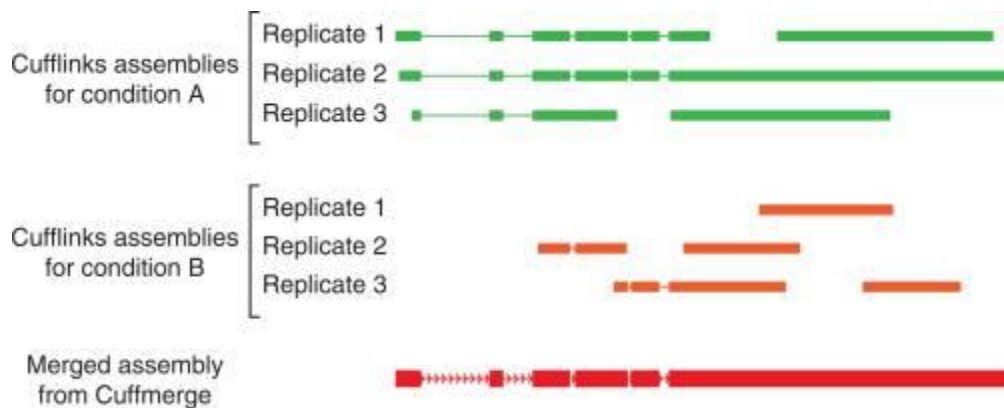 Cufflinks assemblies
for condition A
Replicate 1
Replicate 2
Replicate 3
Cufflinks assemblies
for condition B
Replicate 1
Replicate 2
Replicate 3
Merged assembly
from Cuffmerge